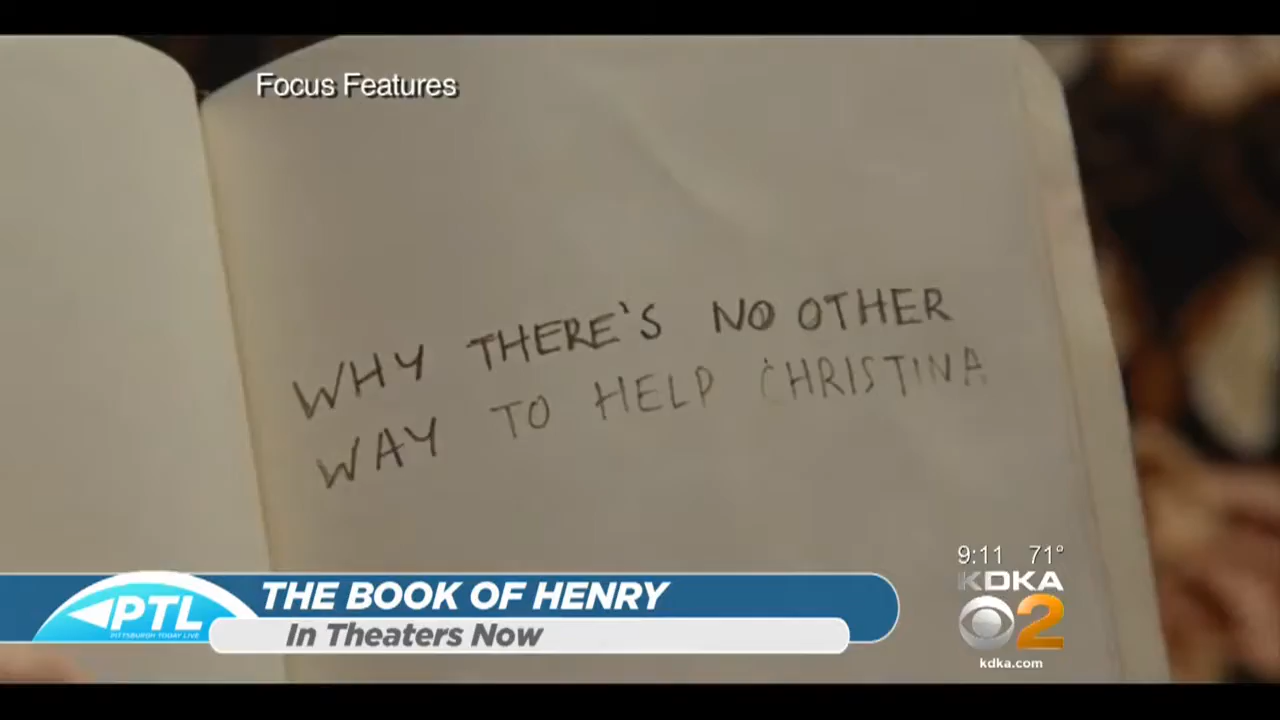 Focus Features
WHY THERE'S NO OTHER
WAY TO HELP CHRISTINA
9:11 71°
KDKA
2
kdka.com
PTL
PITTSBURGH TODAY LIVE
THE BOOK OF HENRY
In Theaters Now